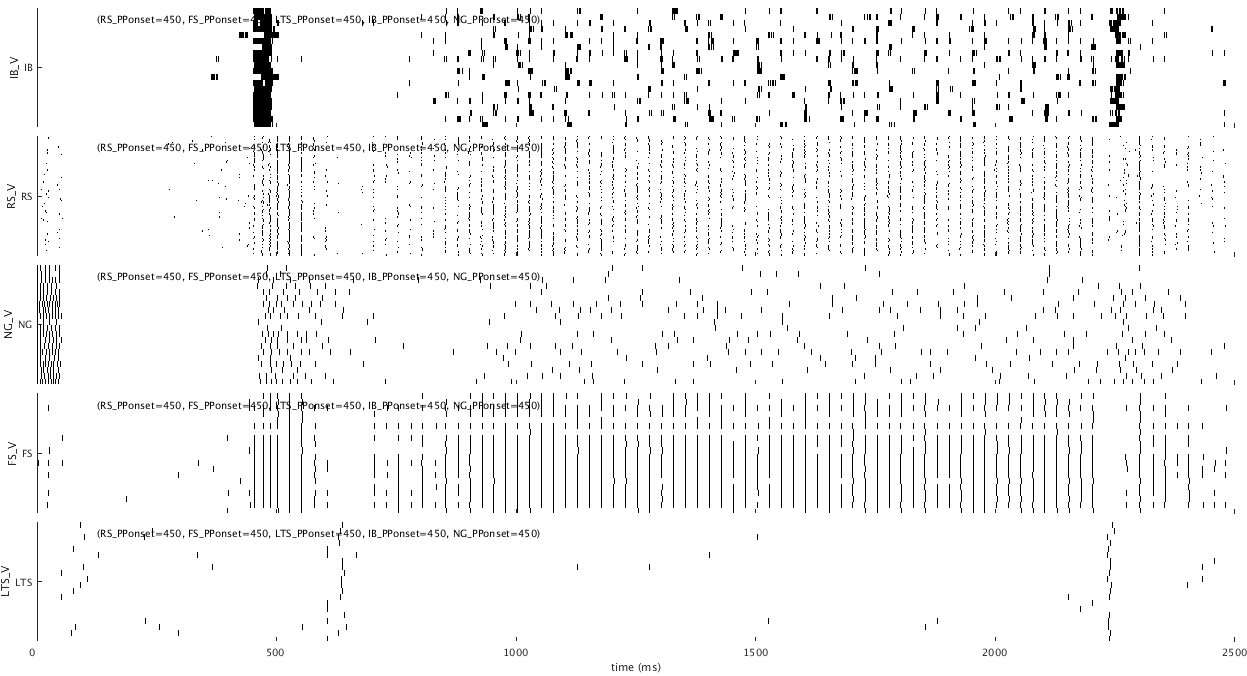 (RS_PPonset=450, FS_PPonset=450, LTS_PPonset=450, IB_PPonset=450, NG_PPonset=450)
IB_V
IB
(RS_PPonset=450, FS_PPonset=450, LTS_PPonset=450, IB_PPonset=450, NG_PPonset=450)
RS_V
RS
(RS_PPonset=450, FS_PPonset=450, LTS_PPonset=450, IB_PPonset=450, NG_PPonset=450)
NG_V
NG
(RS_PPonset=450, FS_PPonset=450, LTS_PPonset=450, IB_PPonset=450, NG_PPonset=450)
FS_V
FS
(RS_PPonset=450, FS_PPonset=450, LTS_PPonset=450, IB_PPonset=450, NG_PPonset=450)
LTS_V
LTS
0 500 1000 1500 2000 2500
time (ms)